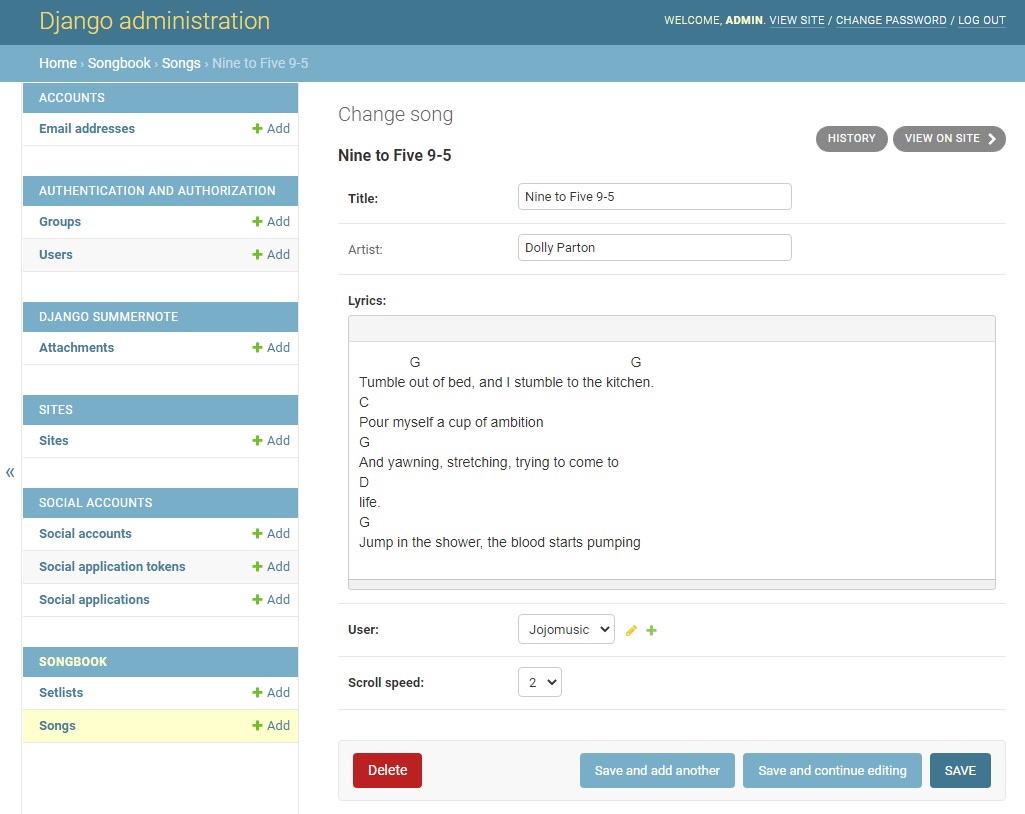 Django administration
WELCOME, ADMIN. VIEW SITE / CHANGE PASSWORD / LOG OUT
Home › Songbook › Songs › Nine to Five 9-5
ACCOUNTS
Email addresses + Add
AUTHENTICATION AND AUTHORIZATION
Groups + Add
Users + Add
DJANGO SUMMERNOTE
Attachments + Add
SITES
Sites + Add
SOCIAL ACCOUNTS
Social accounts + Add
Social application tokens + Add
Social applications + Add
SONGBOOK
Setlists + Add
Songs + Add
«
Change song
HISTORY
VIEW ON SITE
Nine to Five 9-5
Title: Nine to Five 9-5
Artist: Dolly Parton
Lyrics:
G G
Tumble out of bed, and I stumble to the kitchen.
C
Pour myself a cup of ambition
G
And yawning, stretching, trying to come to
D
life.
G
Jump in the shower, the blood starts pumping
User: Jojomusic
Scroll speed: 2
Delete
Save and add another
Save and continue editing
SAVE